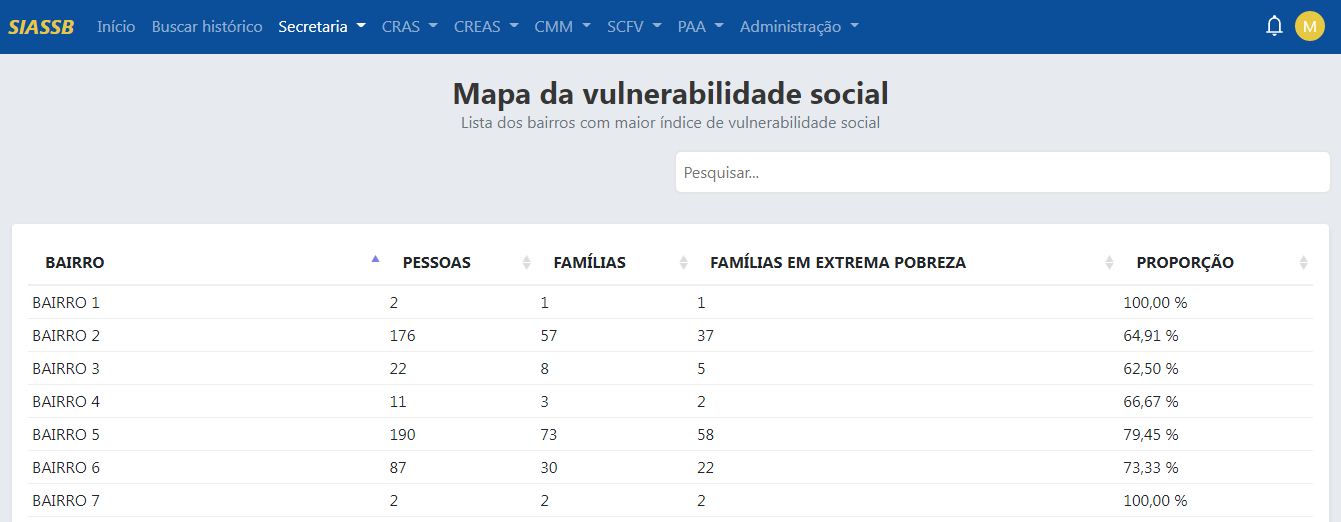 SIASSB Início Buscar histórico Secretaria CRAS CREAS CMM SCFV PAA Administração M
Mapa da vulnerabilidade social
Lista dos bairros com maior índice de vulnerabilidade social
Pesquisar...
BAIRRO PESSOAS FAMÍLIAS FAMÍLIAS EM EXTREMA POBREZA PROPORÇÃO
BAIRRO 1 2 1 1 100,00 %
BAIRRO 2 176 57 37 64,91 %
BAIRRO 3 22 8 5 62,50 %
BAIRRO 4 11 3 2 66,67 %
BAIRRO 5 190 73 58 79,45 %
BAIRRO 6 87 30 22 73,33 %
BAIRRO 7 2 2 2 100,00 %